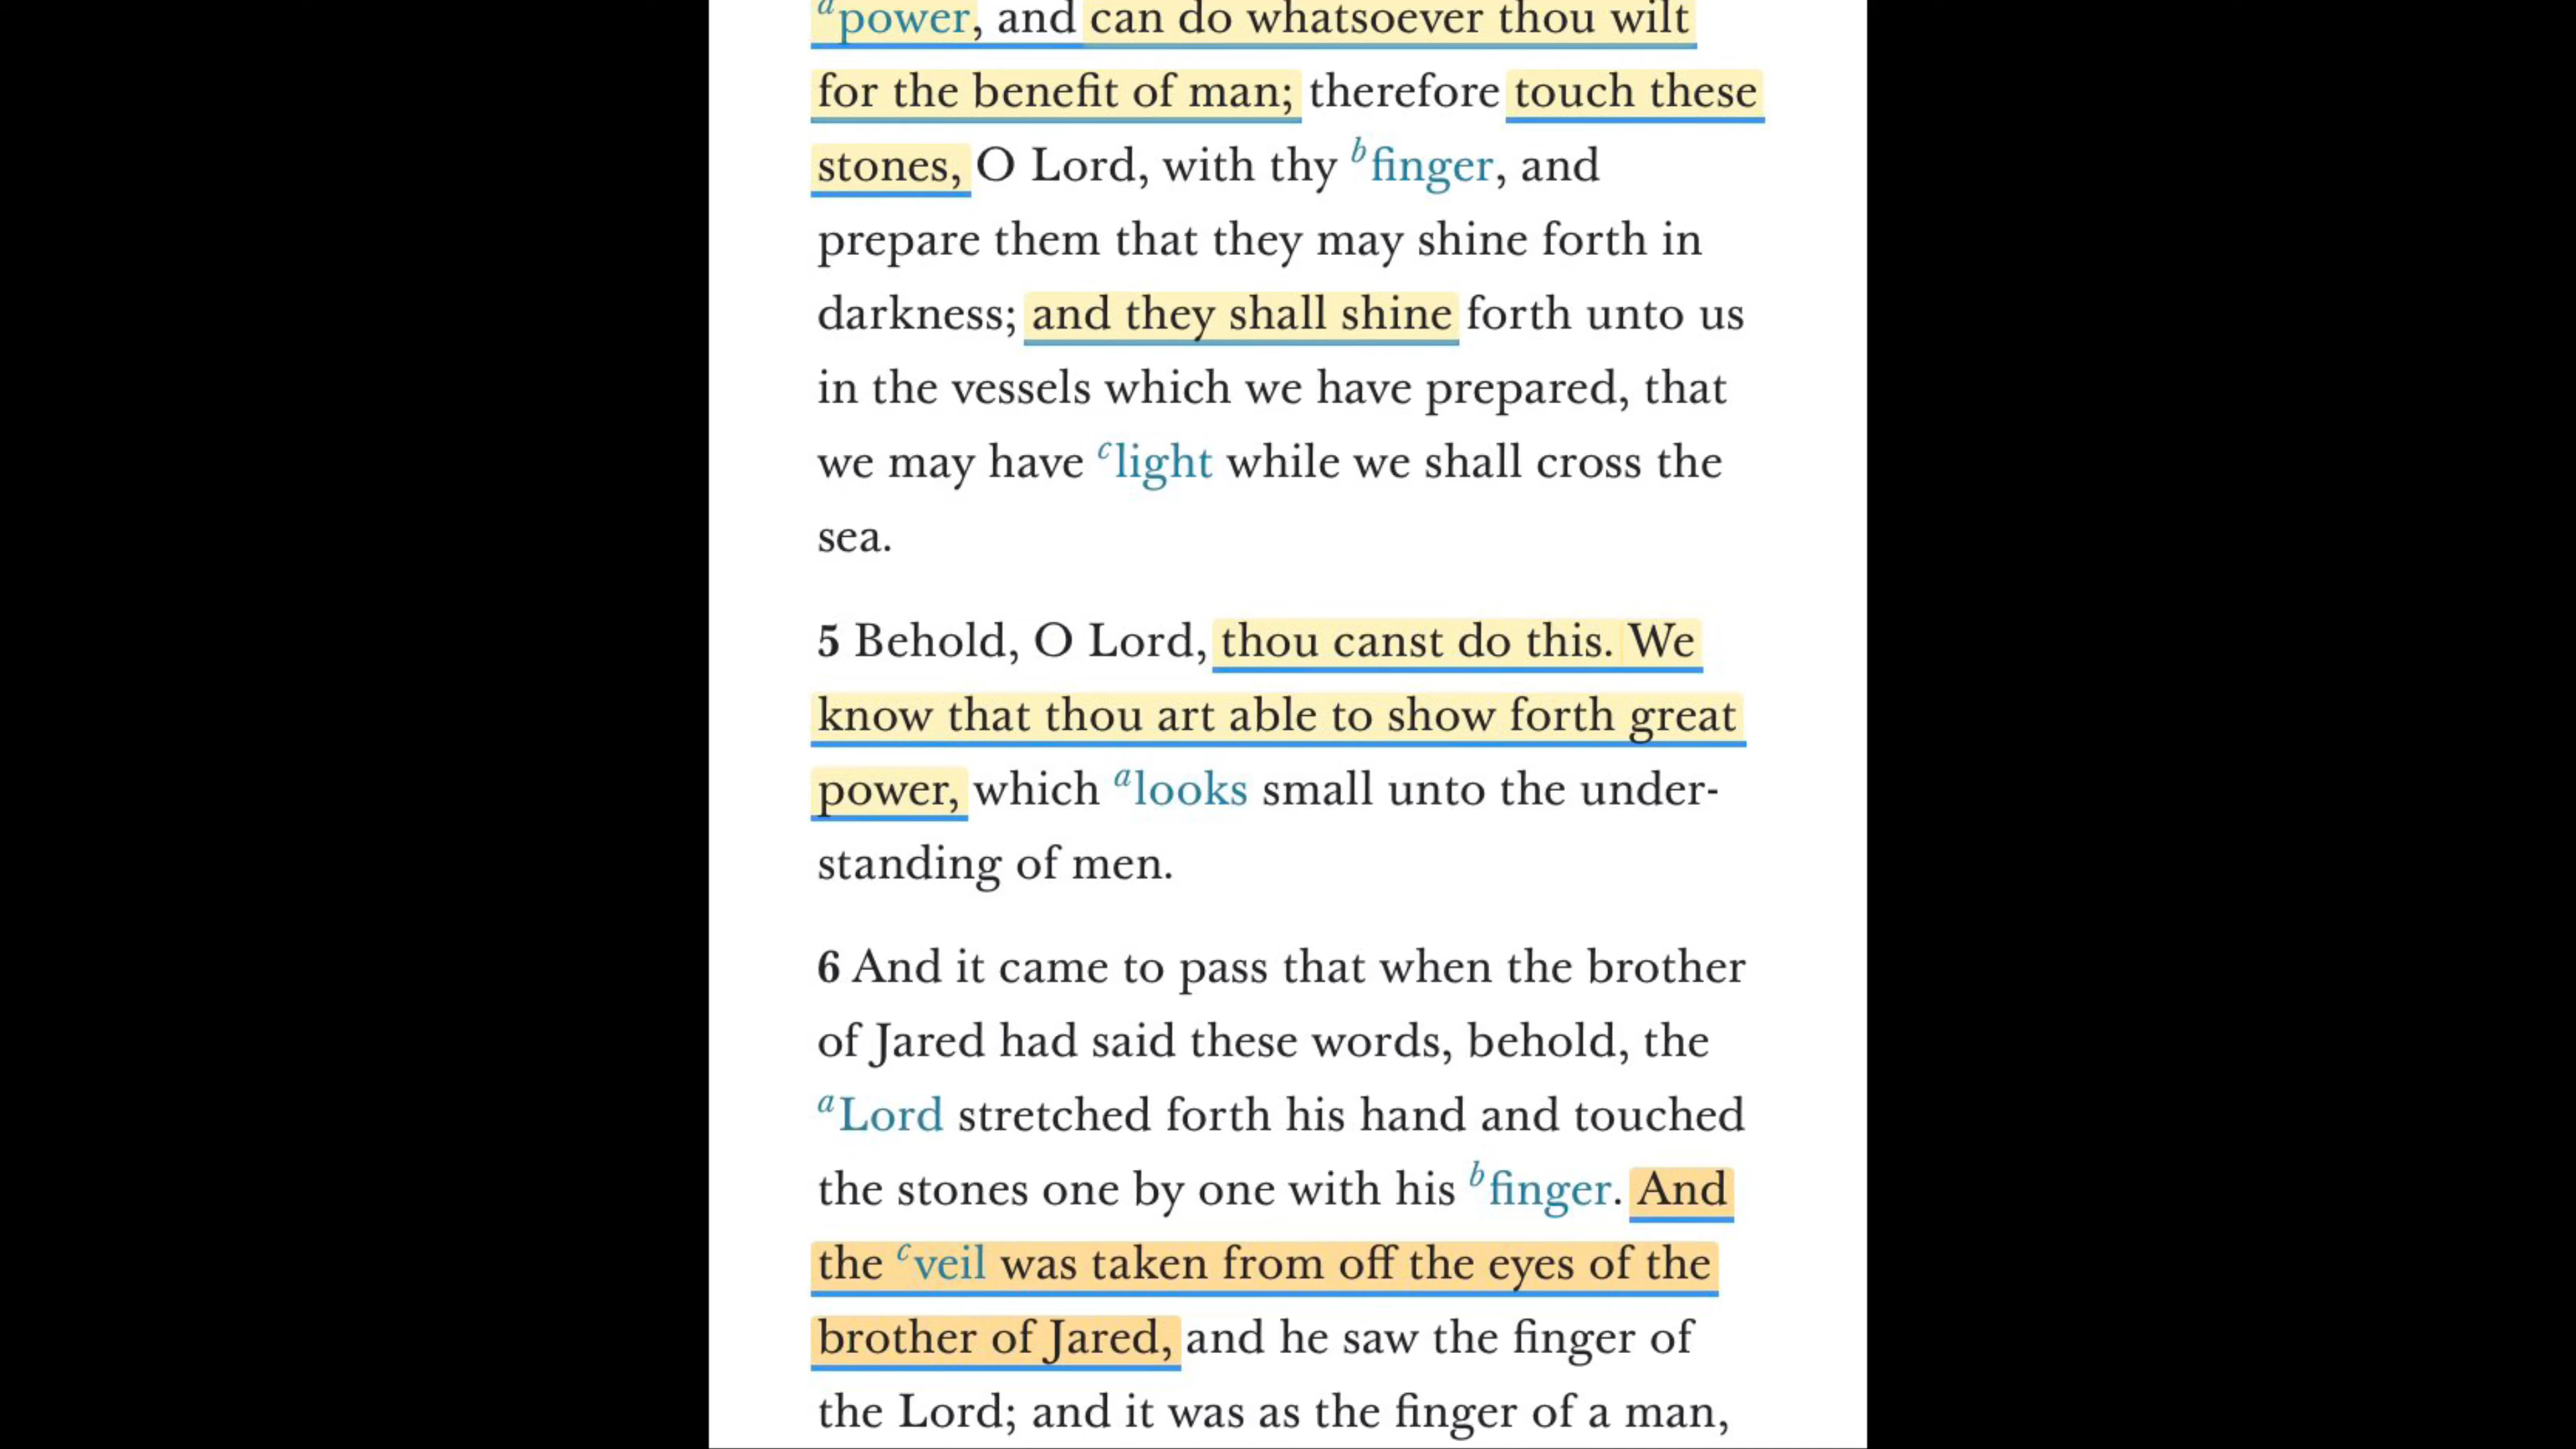 a power, and can do whatsoever thou wilt
for the benefit of man; therefore touch these
stones, O Lord, with thy b finger, and
prepare them that they may shine forth in
darkness; and they shall shine forth unto us
in the vessels which we have prepared, that
we may have c light while we shall cross the
sea.
5 Behold, O Lord, thou canst do this. We
know that thou art able to show forth great
power, which a looks small unto the under-
standing of men.
6 And it came to pass that when the brother
of Jared had said these words, behold, the
a Lord stretched forth his hand and touched
the stones one by one with his b finger. And
the c veil was taken from off the eyes of the
brother of Jared, and he saw the finger of
the Lord; and it was as the finger of a man,